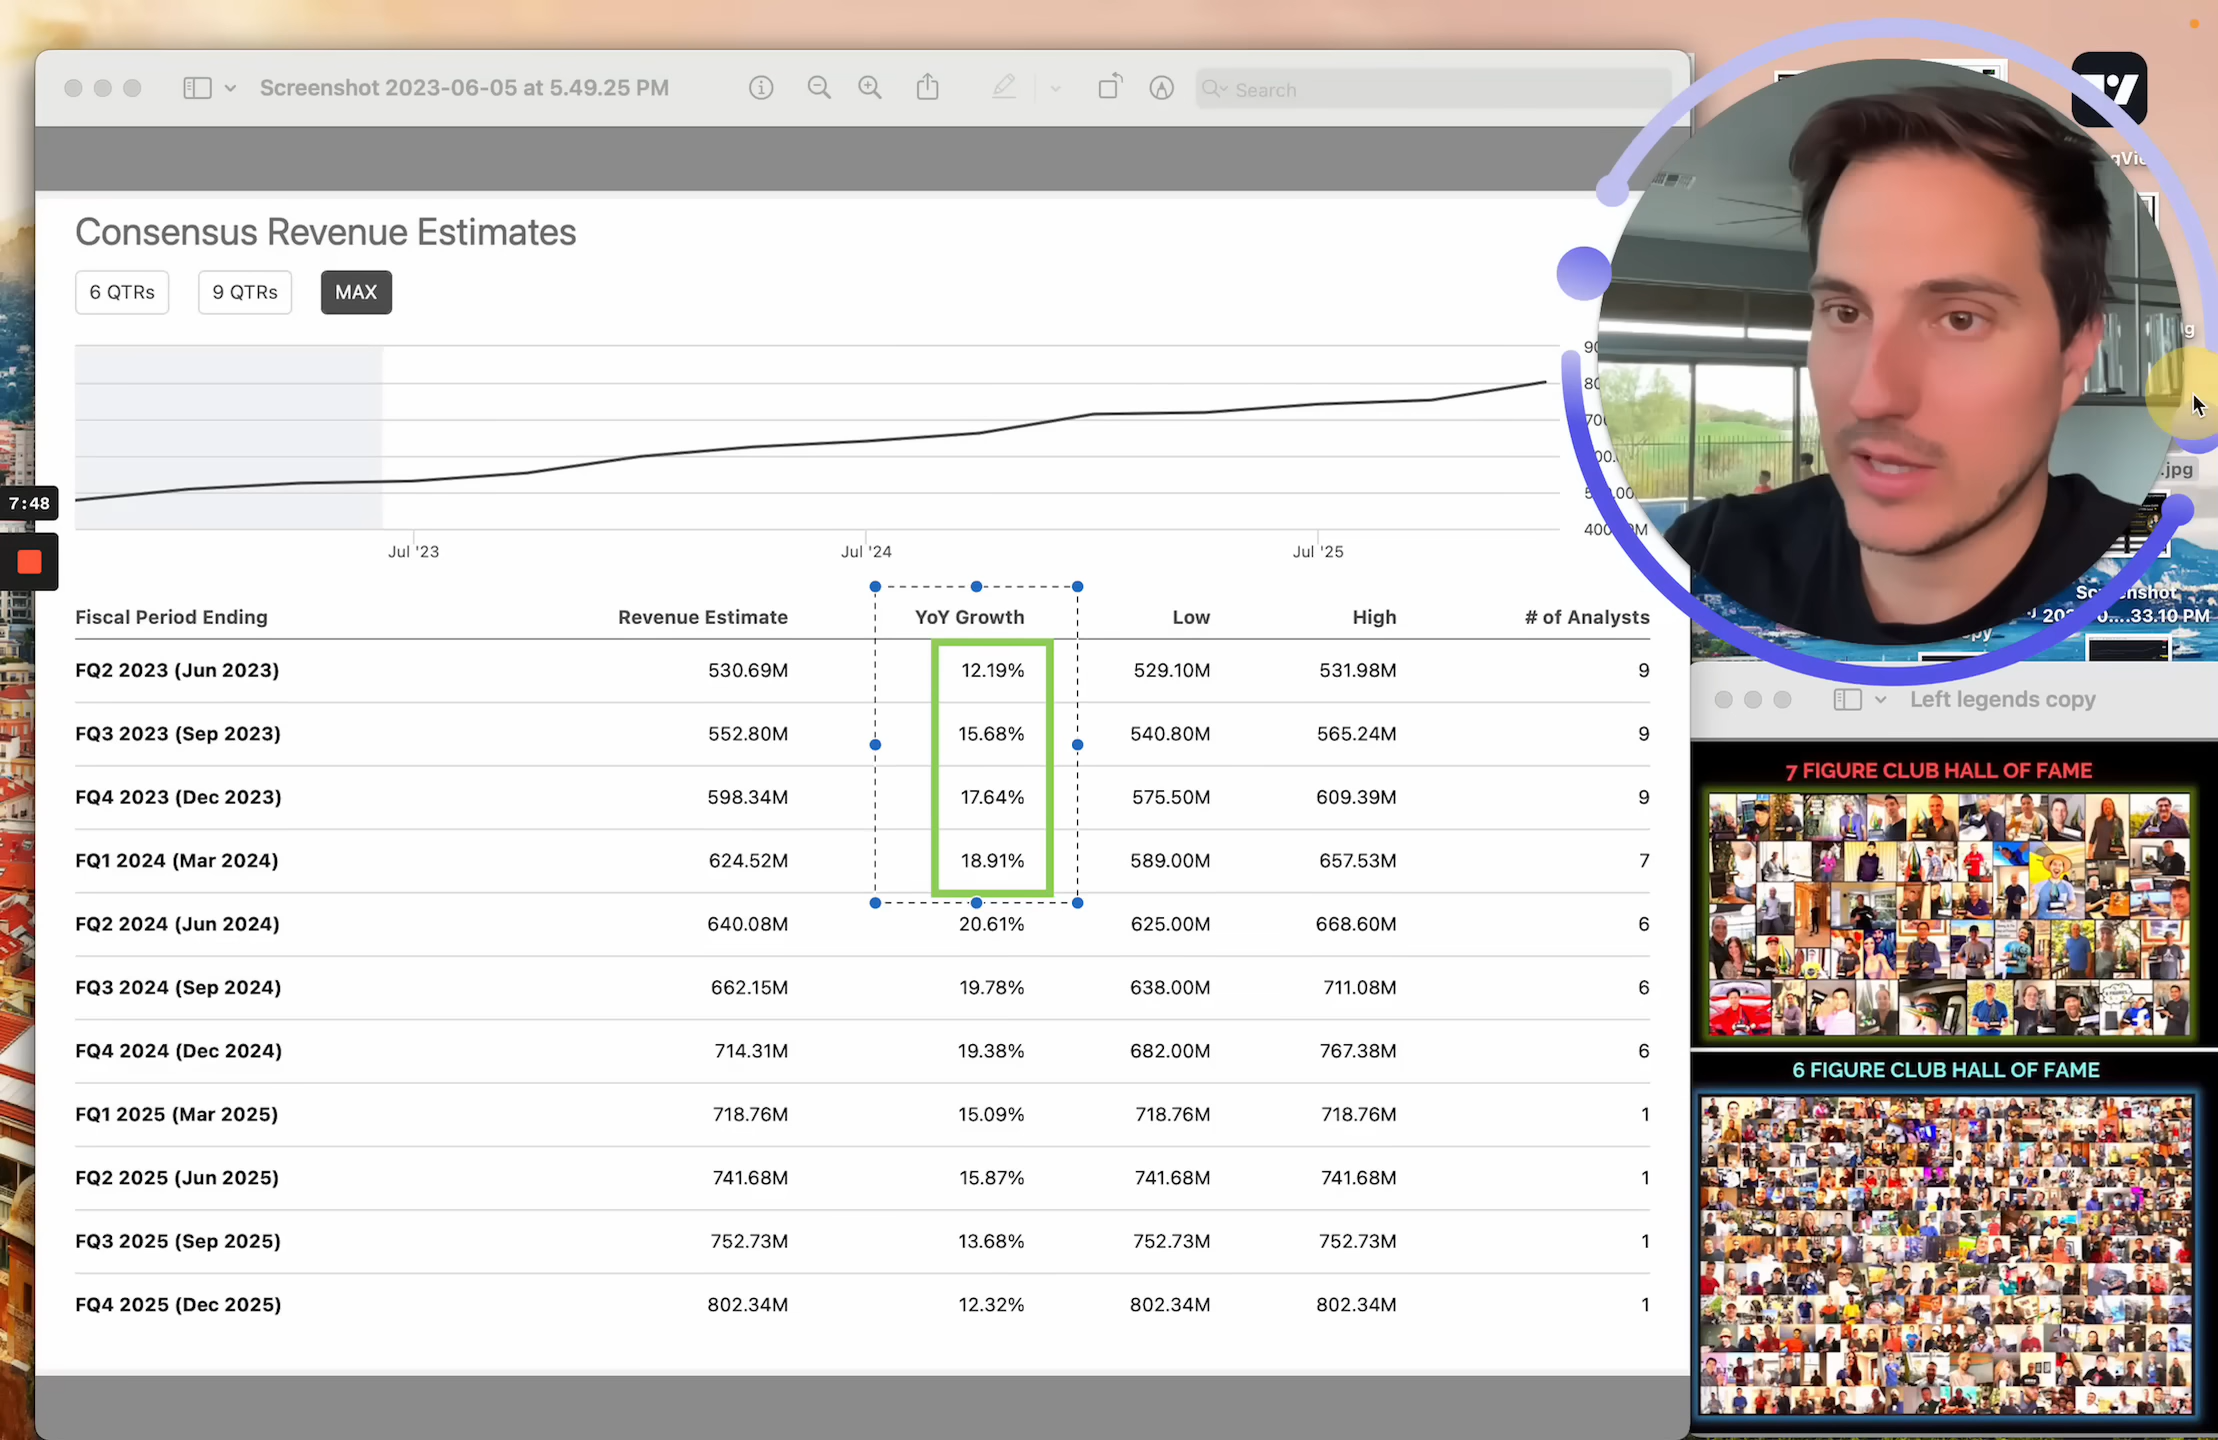 Screenshot 2023-06-05 at 5.49.25 PM
Search
Consensus Revenue Estimates
6 QTRs 9 QTRs MAX
400
Jul '23 Jul '24 Jul '25
7:48
.jpg
Fiscal Period Ending Revenue Estimate YoY Growth Low High # of Analysts
FQ2 2023 (Jun 2023) 530.69M 12.19% 529.10M 531.98M 9
FQ3 2023 (Sep 2023) 552.80M 15.68% 540.80M 565.24M 9
FQ4 2023 (Dec 2023) 598.34M 17.64% 575.50M 609.39M 9
FQ1 2024 (Mar 2024) 624.52M 18.91% 589.00M 657.53M 7
FQ2 2024 (Jun 2024) 640.08M 20.61% 625.00M 668.60M 6
FQ3 2024 (Sep 2024) 662.15M 19.78% 638.00M 711.08M 6
FQ4 2024 (Dec 2024) 714.31M 19.38% 682.00M 767.38M 6
FQ1 2025 (Mar 2025) 718.76M 15.09% 718.76M 718.76M 1
FQ2 2025 (Jun 2025) 741.68M 15.87% 741.68M 741.68M 1
FQ3 2025 (Sep 2025) 752.73M 13.68% 752.73M 752.73M 1
FQ4 2025 (Dec 2025) 802.34M 12.32% 802.34M 802.34M 1
33.10 PM
Left legends copy
7 FIGURE CLUB HALL OF FAME
6 FIGURE CLUB HALL OF FAME